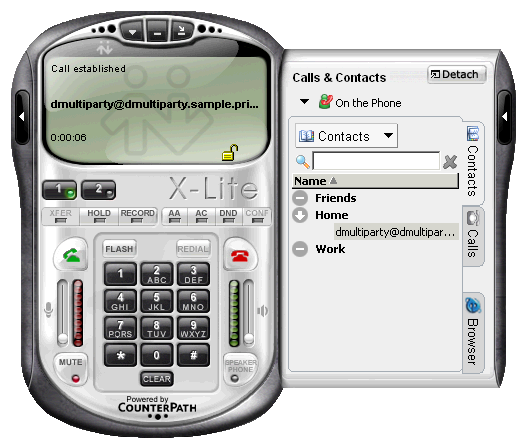 Call established
dmultiparty@dmultiparty.sample.pri...
0:00:06
1 2
X-Lite
XFER HOLD RECORD AA AC DND CONF
FLASH REDIAL
1 2 ABC 3 DEF
4 GHI 5 JKL 6 MNO
7 PQRS 8 TUV 9 WXYZ
* 0 #
MUTE
CLEAR
SPEAKER PHONE
Powered by
COUNTERPATH
Calls & Contacts
Detach
On the Phone
Contacts
Name
Friends
Home
dmultiparty@dmultipar...
Work
Contacts
Calls
Browser